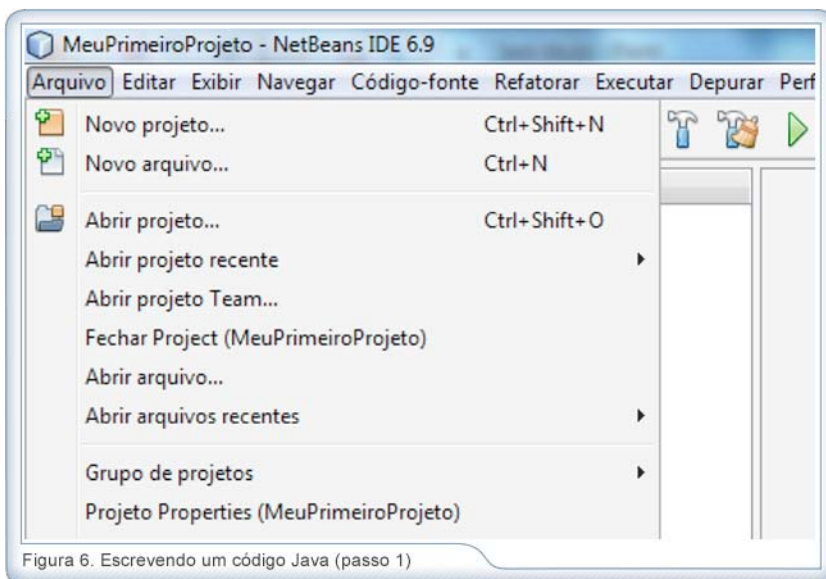 MeuPrimeiroProjeto - NetBeans IDE 6.9
Arquivo Editar Exibir Navegar Código-fonte Refatorar Executar Depurar Perf
Novo projeto... Ctrl+Shift+N
Novo arquivo... Ctrl+N
Abrir projeto... Ctrl+Shift+O
Abrir projeto recente
Abrir projeto Team...
Fechar Project (MeuPrimeiroProjeto)
Abrir arquivo...
Abrir arquivos recentes
Grupo de projetos
Projeto Properties (MeuPrimeiroProjeto)
Figura 6. Escrevendo um código Java (passo 1)